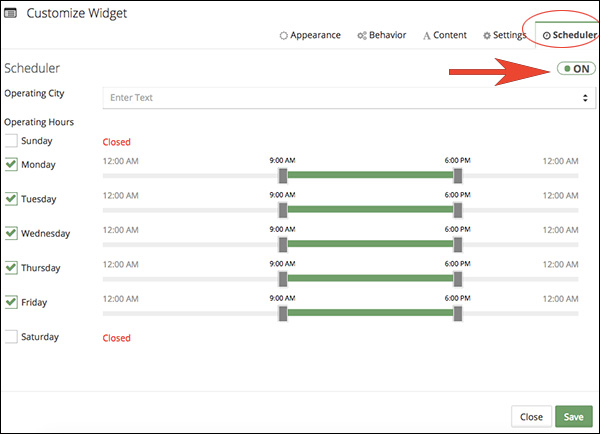 Customize Widget
Appearance Behavior Content Settings Scheduler
Scheduler ON
Operating City Enter Text
Operating Hours
Sunday Closed
Monday 12:00 AM 9:00 AM 6:00 PM 12:00 AM
Tuesday 12:00 AM 9:00 AM 6:00 PM 12:00 AM
Wednesday 12:00 AM 9:00 AM 6:00 PM 12:00 AM
Thursday 12:00 AM 9:00 AM 6:00 PM 12:00 AM
Friday 12:00 AM 9:00 AM 6:00 PM 12:00 AM
Saturday Closed
Close Save